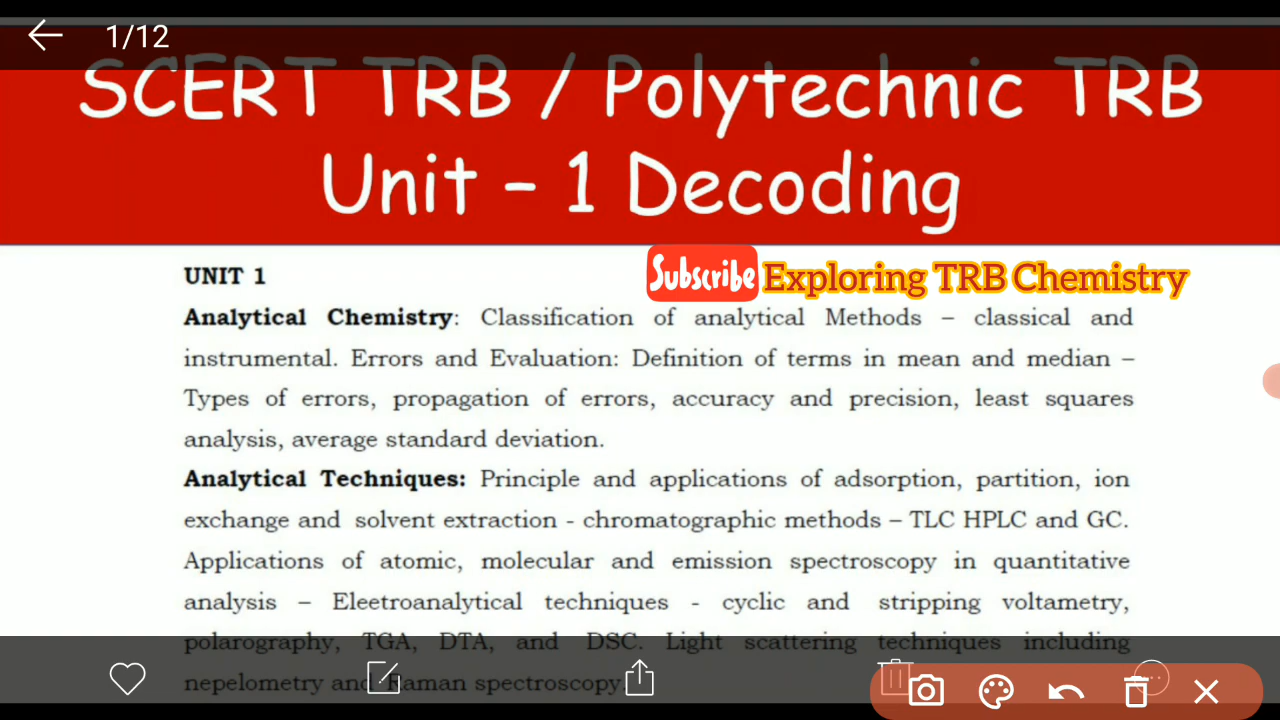 1/12
SCERT TRB / Polytechnic TRB
Unit - 1 Decoding
Subscribe Exploring TRB Chemistry
UNIT 1
Analytical Chemistry: Classification of analytical Methods – classical and
instrumental. Errors and Evaluation: Definition of terms in mean and median –
Types of errors, propagation of errors, accuracy and precision, least squares
analysis, average standard deviation.
Analytical Techniques: Principle and applications of adsorption, partition, ion
exchange and solvent extraction - chromatographic methods – TLC HPLC and GC.
Applications of atomic, molecular and emission spectroscopy in quantitative
analysis – Eleetroanalytical techniques - cyclic and stripping voltametry,
polarography, TGA, DTA, and DSC. Light scattering techniques including
nepelometry and Raman spectroscopy.